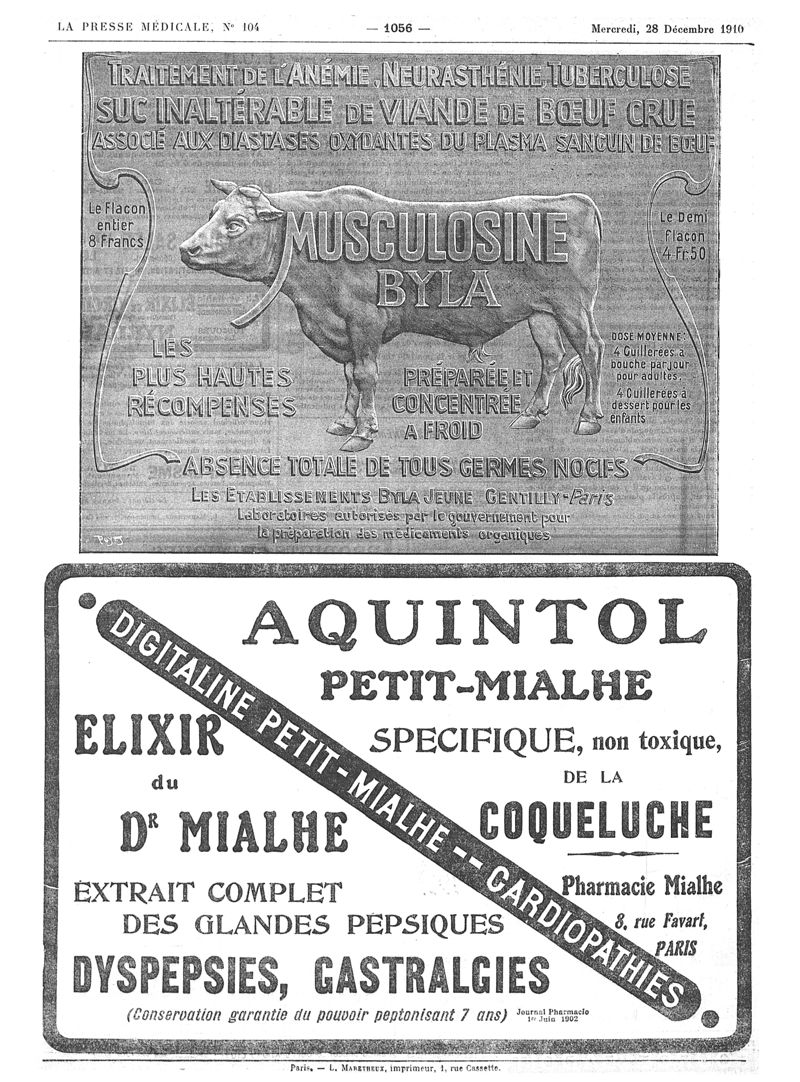 LA PRESSE MÉDICALE, N° 104
— 1056 —
Mercredi, 28 Décembre 1910
TRAITEMENT DE L'ANÉMIE, NEURASTHÉNIE, TUBERCULOSE
SUC INALTÉRABLE DE VIANDE DE BŒUF CRUE
ASSOCIÉ AUX DIASTASES OXYDANTES DU PLASMA SANGUIN DE BŒUF
Le Flacon
entier
8 Francs
Le Demi
flacon
4 Fr. 50
MUSCULOSINE
BYLA
LES
PLUS HAUTES
RÉCOMPENSES
PRÉPARÉE ET
CONCENTRÉE
A FROID
DOSE MOYENNE:
4 Cuillerées à
bouche par jour
pour adultes.
4 Cuillerées à
dessert pour les
enfants
ABSENCE TOTALE DE TOUS GERMES NOCIFS
LES ETABLISSEMENTS BYLA JEUNE GENTILLY-Paris
Laboratoires autorisés par le gouvernement pour
la préparation des médicaments organiques
AQUINTOL
PETIT-MIALHE
SPECIFIQUE, non toxique,
DE LA
COQUELUCHE
Pharmacie Mialhe
8, rue Favart,
PARIS
DIGITALINE PETIT-MIALHE -- CARDIOPATHIES
ELIXIR
du
DR MIALHE
EXTRAIT COMPLET
DES GLANDES PEPSIQUES
DYSPEPSIES, GASTRALGIES
(Conservation garantie du pouvoir peptonisant 7 ans)
Journal Pharmacie
1er Juin 1902
Paris. — L. MARETHEUX, imprimeur, 1, rue Cassette.